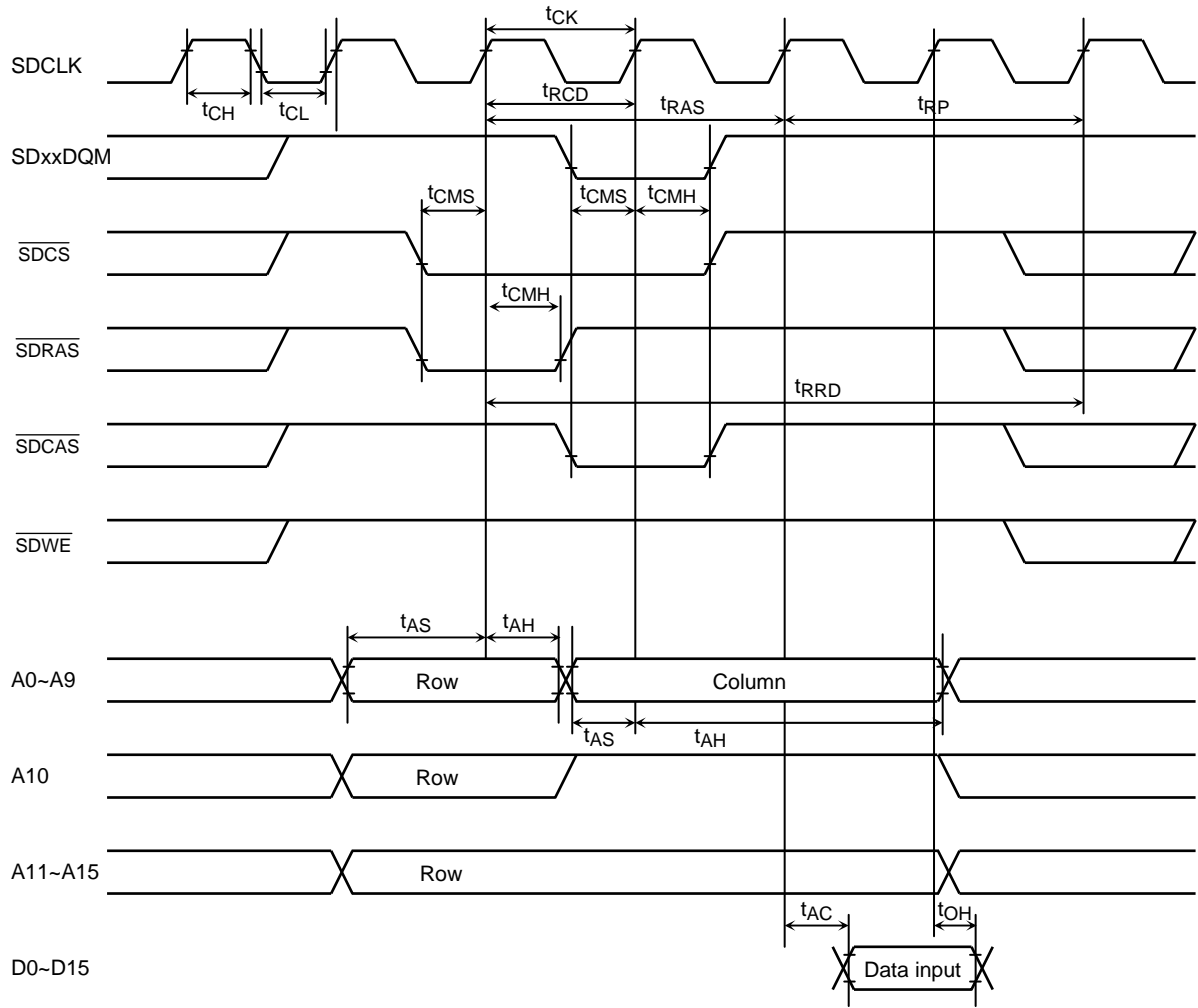 tCK
SDCLK
tCH
tCL
tRCD
tRAS
tRP
SDxxDQM
tCMS
tCMS
tCMH
SDCS
tCMH
SDRAS
tRRD
SDCAS
SDWE
tAS
tAH
A0~A9
Row
Column
tAS
tAH
A10
Row
A11~A15
Row
tAC
tOH
D0~D15
Data input